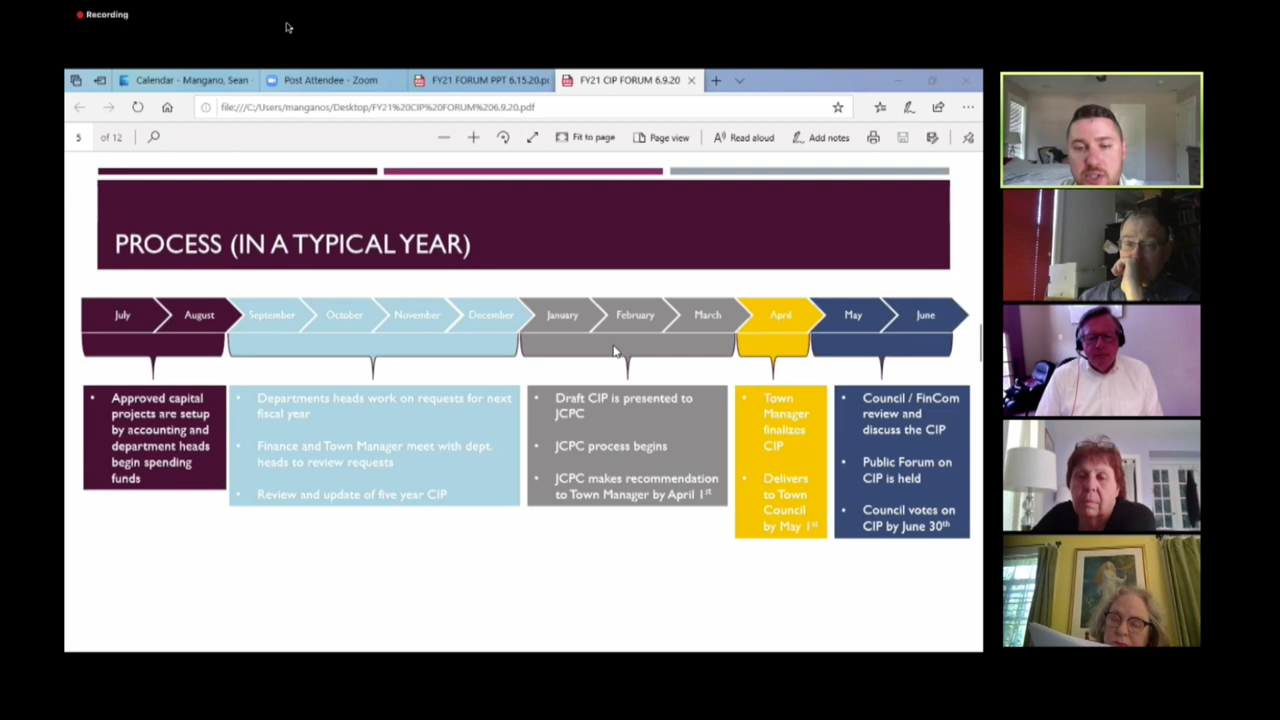 Recording
Calendar - Mangano, Sean
Post Attendee - Zoom
FY21 FORUM PPT 6.15.20.p
FY21 CIP FORUM 6.9.20
file:///C:/Users/manganos/Desktop/FY21%20CIP%20FORUM%206.9.20.pdf
5 of 12
Fit to page
Page view
Read aloud
Add notes
PROCESS (IN A TYPICAL YEAR)
July
August
September
October
November
December
January
February
March
April
May
June
• Approved capital
projects are setup
by accounting and
department heads
begin spending
funds
• Departments heads work on requests for next
fiscal year
• Finance and Town Manager meet with dept.
heads to review requests
• Review and update of five year CIP
• Draft CIP is presented to
JCPC
• JCPC process begins
• JCPC makes recommendation
to Town Manager by April 1st
• Town
Manager
finalizes
CIP
• Delivers
to Town
Council
by May 1st
• Council / FinCom
review and
discuss the CIP
• Public Forum on
CIP is held
• Council votes on
CIP by June 30th